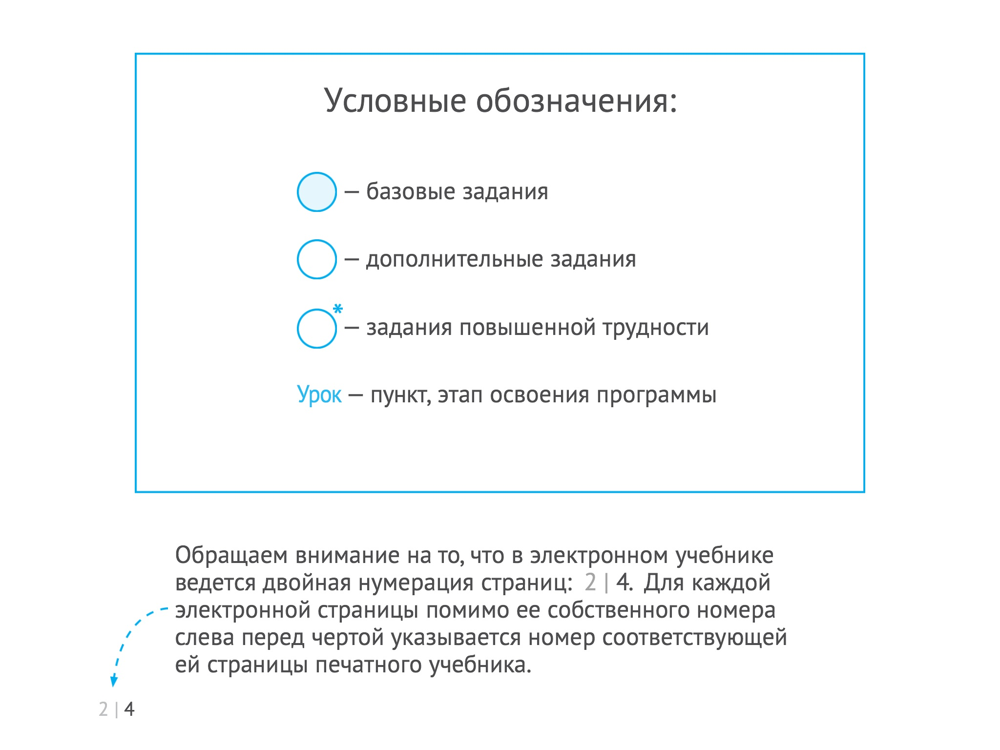 Условные обозначения:
— базовые задания
— дополнительные задания
* — задания повышенной трудности
Урок — пункт, этап освоения программы
Обращаем внимание на то, что в электронном учебнике
ведется двойная нумерация страниц: 2 | 4. Для каждой
электронной страницы помимо ее собственного номера
слева перед чертой указывается номер соответствующей
ей страницы печатного учебника.
2 | 4